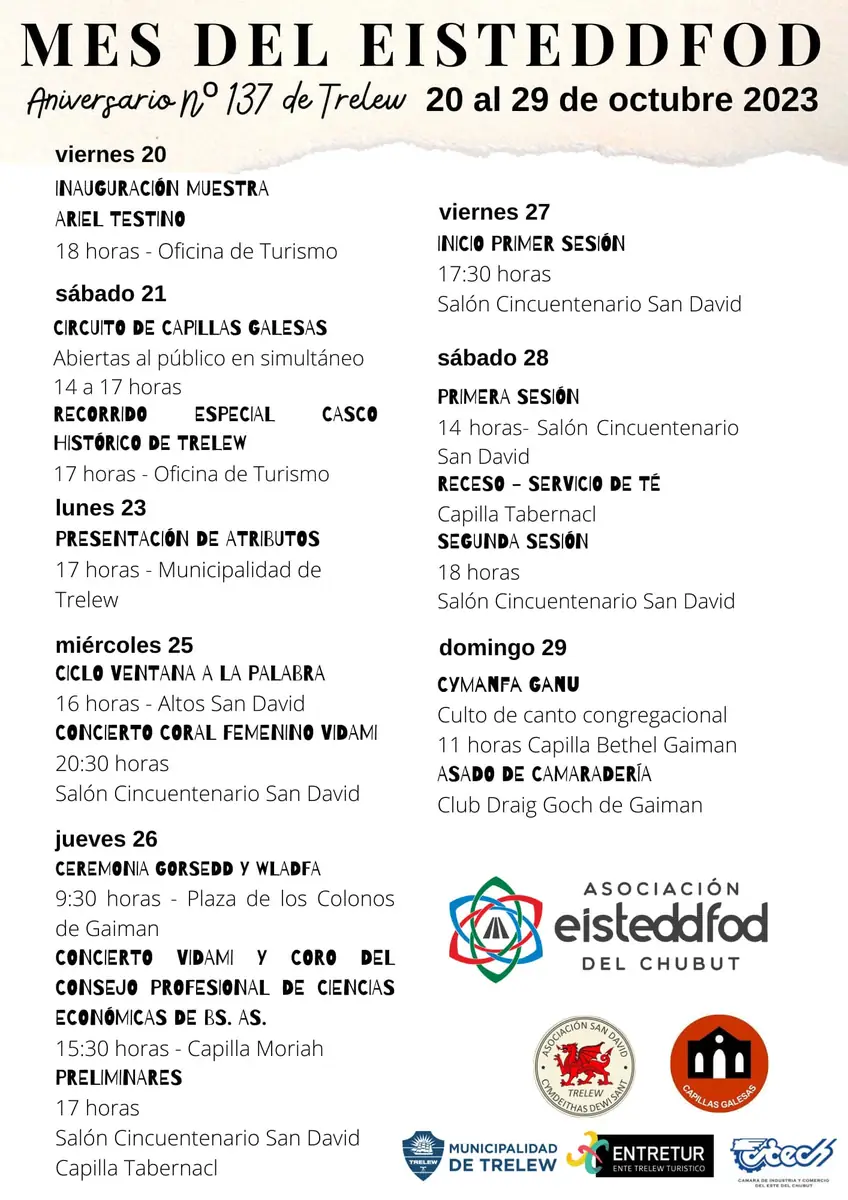 MES DEL EISTEDDFOD
Aniversario Nº 137 de Trelew 20 al 29 de octubre 2023
viernes 20
INAUGURACIÓN MUESTRA
ARIEL TESTINO
18 horas - Oficina de Turismo
sábado 21
CIRCUITO DE CAPILLAS GALESAS
Abiertas al público en simultáneo
14 a 17 horas
RECORRIDO ESPECIAL CASCO
HISTÓRICO DE TRELEW
17 horas - Oficina de Turismo
lunes 23
PRESENTACIÓN DE ATRIBUTOS
17 horas - Municipalidad de
Trelew
miércoles 25
CICLO VENTANA A LA PALABRA
16 horas - Altos San David
CONCIERTO CORAL FEMENINO VIDAMI
20:30 horas
Salón Cincuentenario San David
jueves 26
CEREMONIA GORSEDD Y WLADFA
9:30 horas - Plaza de los Colonos
de Gaiman
CONCIERTO VIDAMI Y CORO DEL
CONSEJO PROFESIONAL DE CIENCIAS
ECONÓMICAS DE BS. AS.
15:30 horas - Capilla Moriah
PRELIMINARES
17 horas
Salón Cincuentenario San David
Capilla Tabernacl
viernes 27
INICIO PRIMER SESIÓN
17:30 horas
Salón Cincuentenario San David
sábado 28
PRIMERA SESIÓN
14 horas- Salón Cincuentenario
San David
RECESO - SERVICIO DE TÉ
Capilla Tabernacl
SEGUNDA SESIÓN
18 horas
Salón Cincuentenario San David
domingo 29
CYMANFA GANU
Culto de canto congregacional
11 horas Capilla Bethel Gaiman
ASADO DE CAMARADERÍA
Club Draig Goch de Gaiman
ASOCIACIÓN
eisteddfod
DEL CHUBUT
ASOCIACIÓN SAN DAVID
TRELEW
CYMDEITHAS DEWI SANT
CAPILLAS GALESAS
TRELEW
MUNICIPALIDAD
DE TRELEW
ENTRETUR
ENTE TRELEW TURISTICO
CAMARA DE INDUSTRIA Y COMERCIO
DEL ESTE DEL CHUBUT